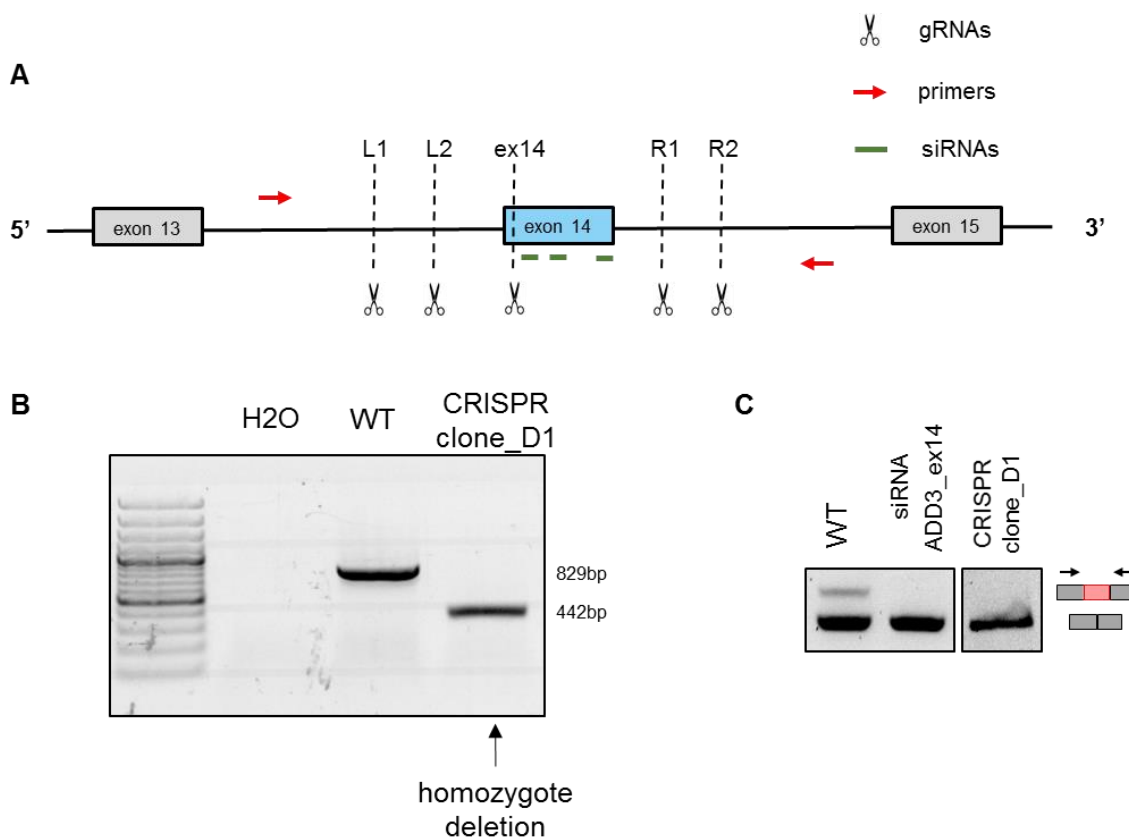 A
gRNAs
primers
siRNAs
L1 L2 ex14 R1 R2
5’ exon 13 exon 14 exon 15 3’
B
H2O WT CRISPR
clone_D1
829bp
442bp
homozygote
deletion
C
WT
siRNA
ADD3_ex14
CRISPR
clone_D1